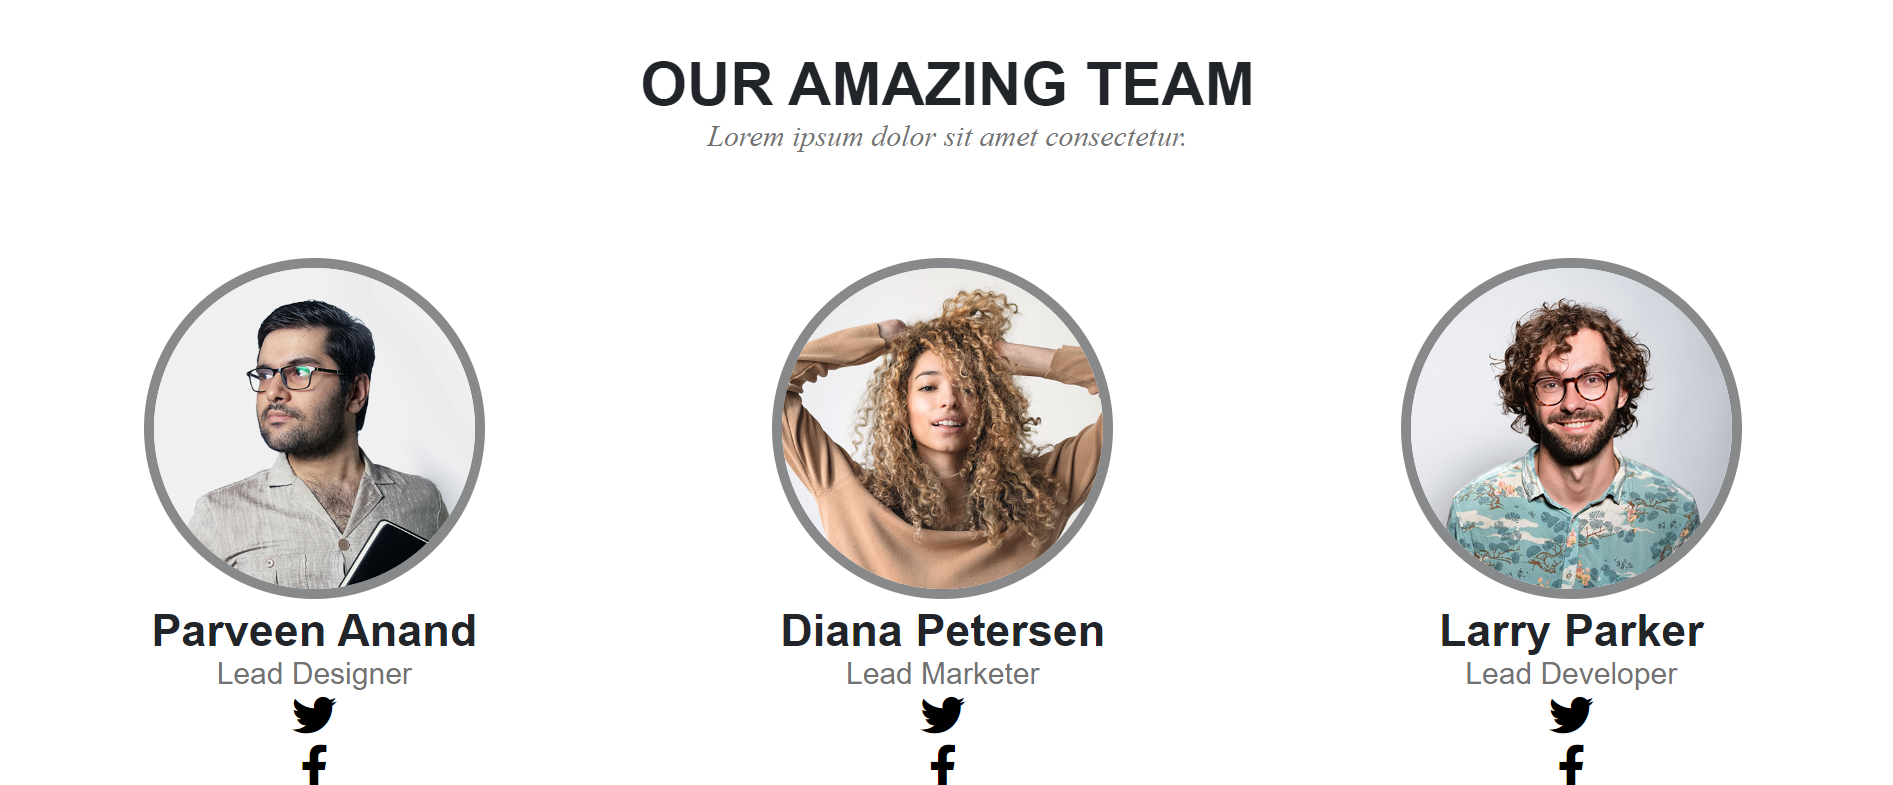 OUR AMAZING TEAM
Lorem ipsum dolor sit amet consectetur.
Parveen Anand
Lead Designer
Diana Petersen
Lead Marketer
Larry Parker
Lead Developer